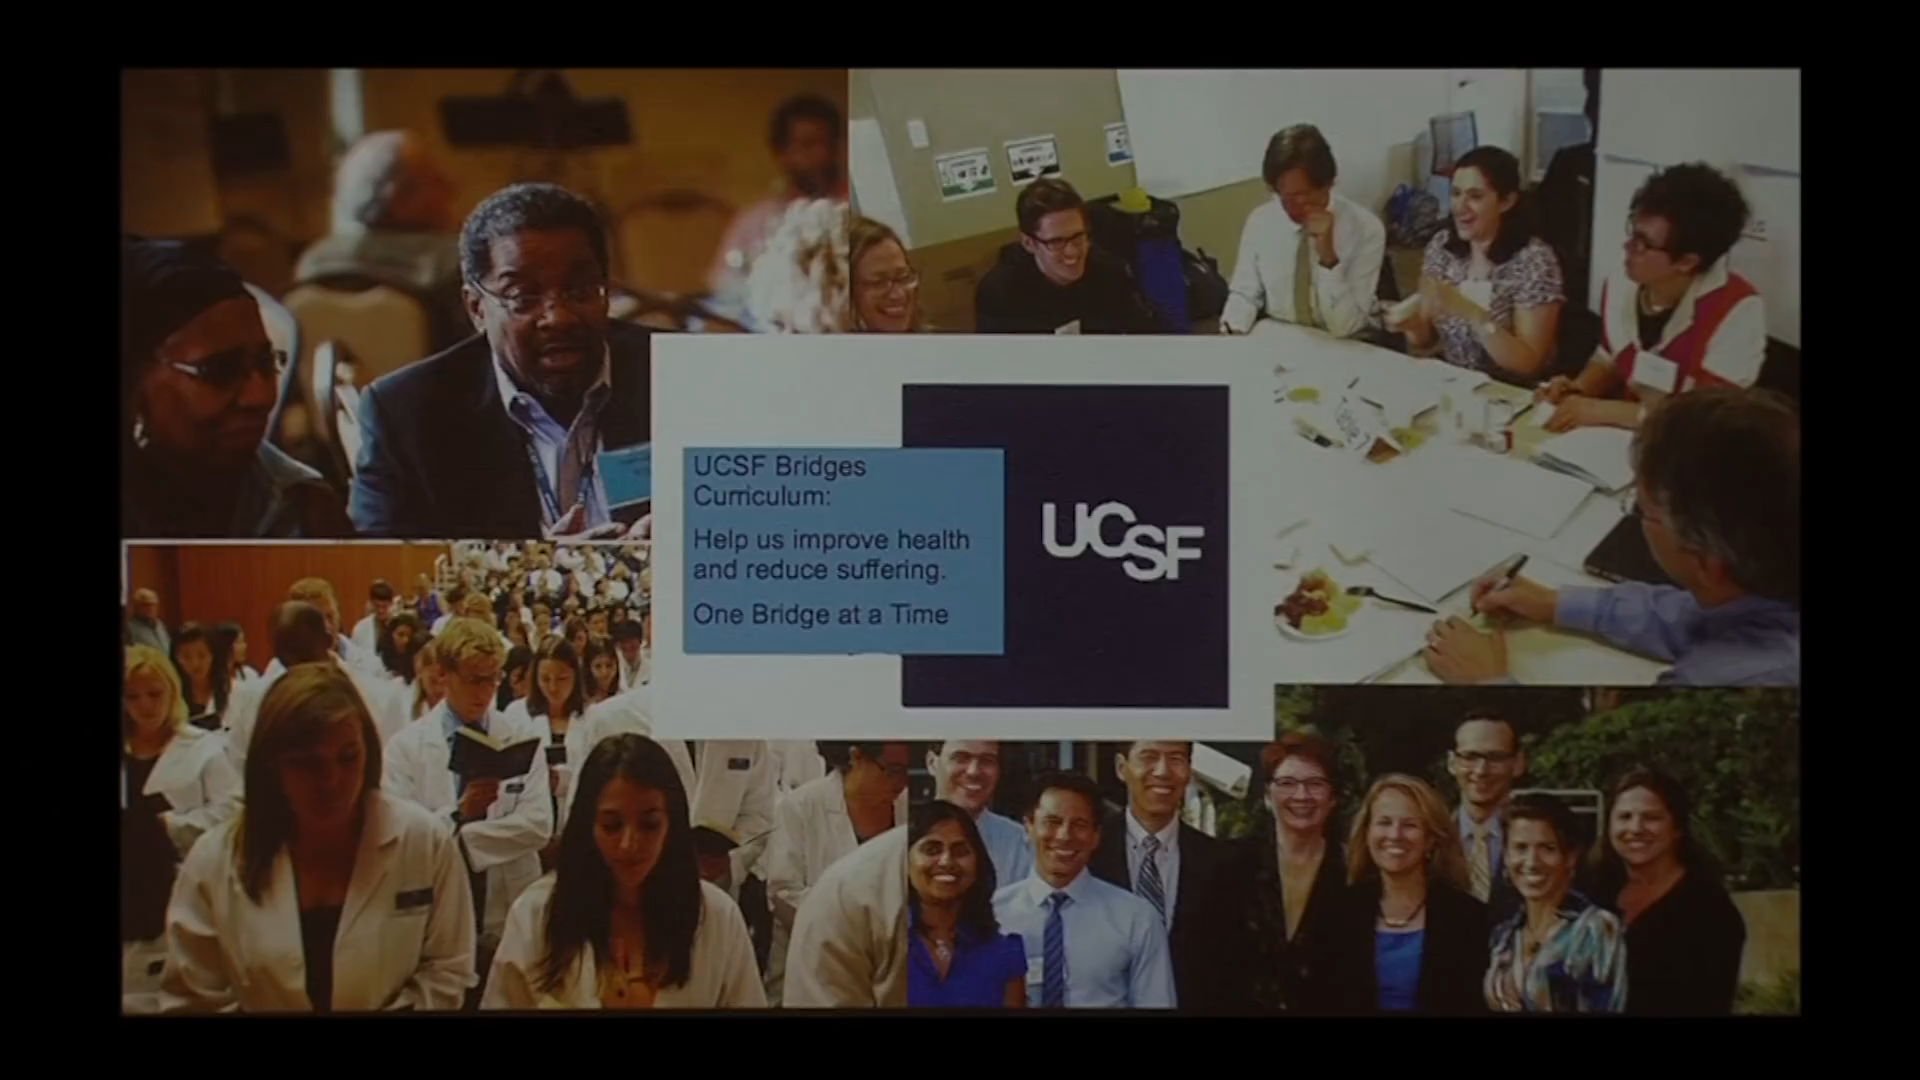 UCSF Bridges
Curriculum:
Help us improve health
and reduce suffering.
One Bridge at a Time
UCSF